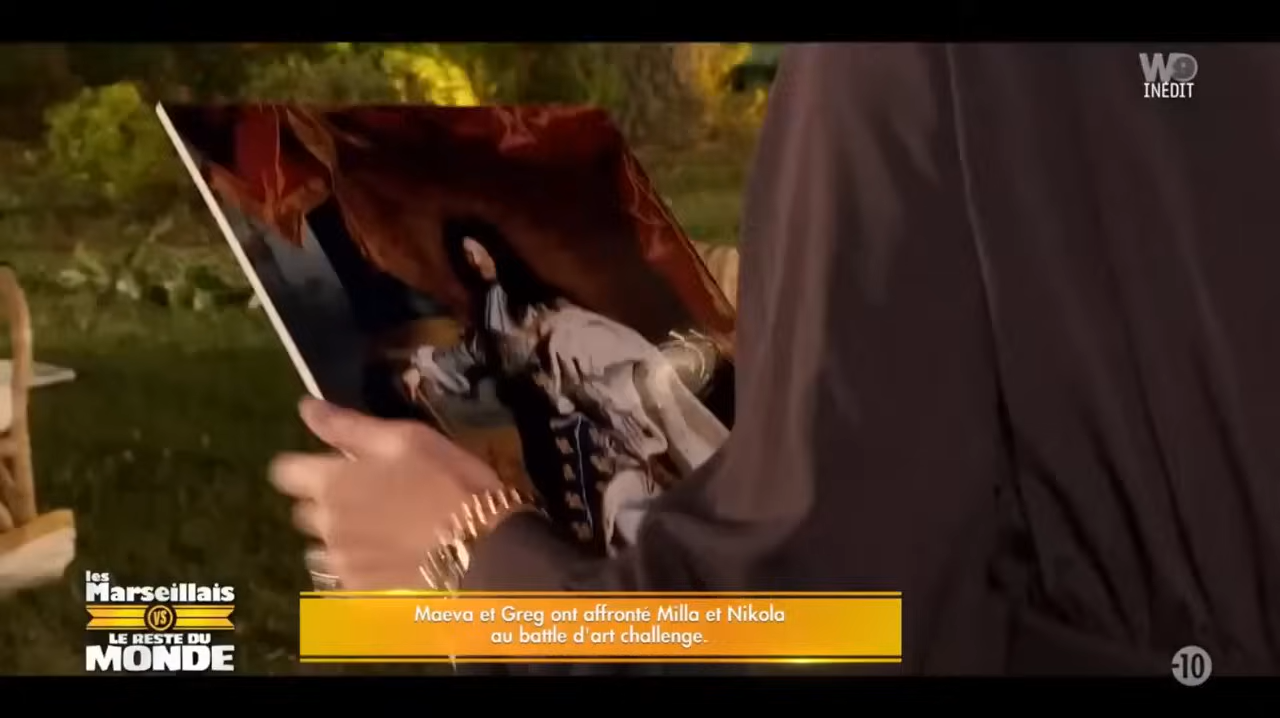 W9
INÉDIT
les
Marseillais
VS
LE RESTE DU
MONDE
Maeva et Greg ont affronté Milla et Nikola
au battle d'art challenge.
-10